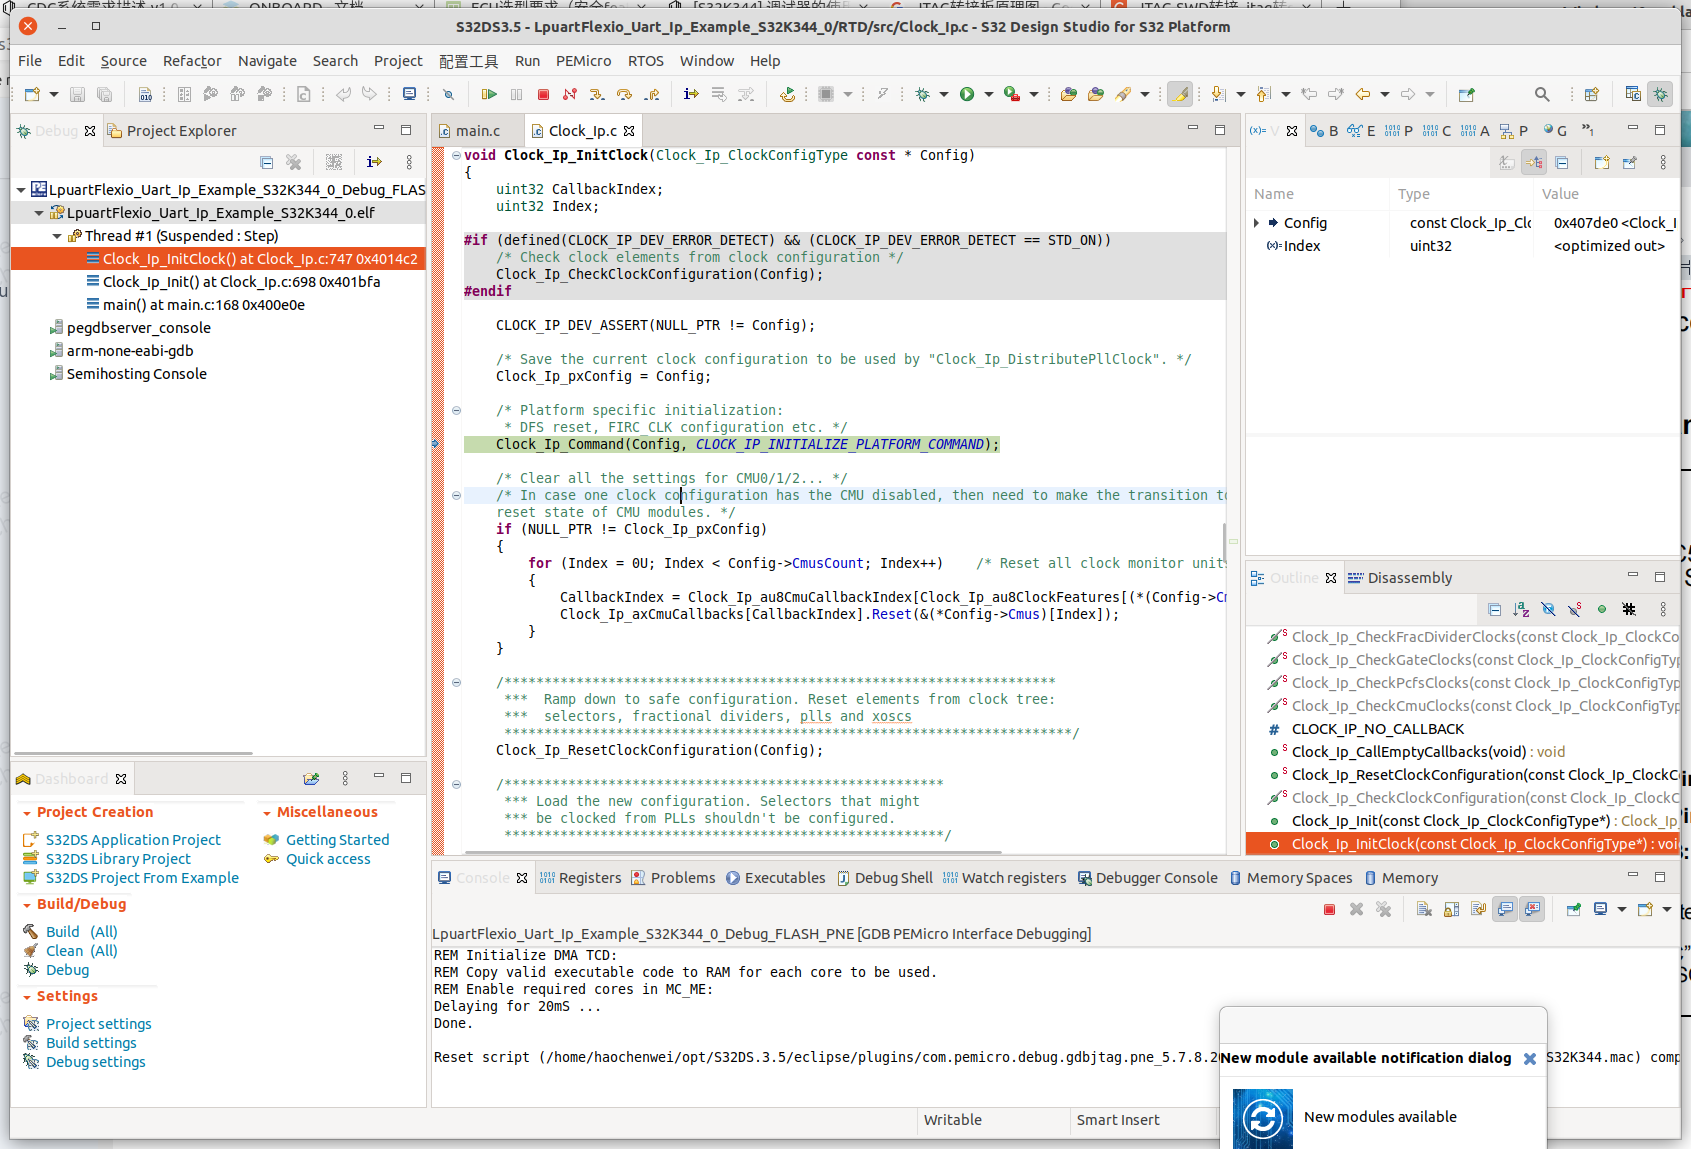 S32DS3.5 - LpuartFlexio_Uart_Ip_Example_S32K344_0/RTD/src/Clock_Ip.c - S32 Design Studio for S32 Platform
File Edit Source Refactor Navigate Search Project 配置工具 Run PEMicro RTOS Window Help
Debug Project Explorer
LpuartFlexio_Uart_Ip_Example_S32K344_0_Debug_FLAS
LpuartFlexio_Uart_Ip_Example_S32K344_0.elf
Thread #1 (Suspended : Step)
Clock_Ip_InitClock() at Clock_Ip.c:747 0x4014c2
Clock_Ip_Init() at Clock_Ip.c:698 0x401bfa
main() at main.c:168 0x400e0e
pegdbserver_console
arm-none-eabi-gdb
Semihosting Console
main.c Clock_Ip.c
void Clock_Ip_InitClock(Clock_Ip_ClockConfigType const * Config)
{
uint32 CallbackIndex;
uint32 Index;
#if (defined(CLOCK_IP_DEV_ERROR_DETECT) && (CLOCK_IP_DEV_ERROR_DETECT == STD_ON))
/* Check clock elements from clock configuration */
Clock_Ip_CheckClockConfiguration(Config);
#endif
CLOCK_IP_DEV_ASSERT(NULL_PTR != Config);
/* Save the current clock configuration to be used by "Clock_Ip_DistributePllClock". */
Clock_Ip_pxConfig = Config;
/* Platform specific initialization:
* DFS reset, FIRC_CLK configuration etc. */
Clock_Ip_Command(Config, CLOCK_IP_INITIALIZE_PLATFORM_COMMAND);
/* Clear all the settings for CMU0/1/2... */
/* In case one clock configuration has the CMU disabled, then need to make the transition to
reset state of CMU modules. */
if (NULL_PTR != Clock_Ip_pxConfig)
{
for (Index = 0U; Index < Config->CmusCount; Index++) /* Reset all clock monitor unit
{
CallbackIndex = Clock_Ip_au8CmuCallbackIndex[Clock_Ip_au8ClockFeatures[(*(Config->Cm
Clock_Ip_axCmuCallbacks[CallbackIndex].Reset(&(*Config->Cmus)[Index]);
}
}
/**********************************************************************
*** Ramp down to safe configuration. Reset elements from clock tree:
*** selectors, fractional dividers, plls and xoscs
***********************************************************************/
Clock_Ip_ResetClockConfiguration(Config);
/*******************************************************
*** Load the new configuration. Selectors that might
*** be clocked from PLLs shouldn't be configured.
*******************************************************/
(x)= V B E P C A P G »1
Name Type Value
Config const Clock_Ip_Clo 0x407de0 <Clock_I
(x)= Index uint32 <optimized out>
Outline Disassembly
Clock_Ip_CheckFracDividerClocks(const Clock_Ip_ClockCo
Clock_Ip_CheckGateClocks(const Clock_Ip_ClockConfigTyp
Clock_Ip_CheckPcfsClocks(const Clock_Ip_ClockConfigType
Clock_Ip_CheckCmuClocks(const Clock_Ip_ClockConfigType
# CLOCK_IP_NO_CALLBACK
Clock_Ip_CallEmptyCallbacks(void) : void
Clock_Ip_ResetClockConfiguration(const Clock_Ip_ClockC
Clock_Ip_CheckClockConfiguration(const Clock_Ip_ClockC
Clock_Ip_Init(const Clock_Ip_ClockConfigType*) : Clock_Ip_
Clock_Ip_InitClock(const Clock_Ip_ClockConfigType*) : voi
Dashboard
Project Creation
S32DS Application Project
S32DS Library Project
S32DS Project From Example
Build/Debug
Build (All)
Clean (All)
Debug
Settings
Project settings
Build settings
Debug settings
Miscellaneous
Getting Started
Quick access
Console Registers Problems Executables Debug Shell Watch registers Debugger Console Memory Spaces Memory
LpuartFlexio_Uart_Ip_Example_S32K344_0_Debug_FLASH_PNE [GDB PEMicro Interface Debugging]
REM Initialize DMA TCD:
REM Copy valid executable code to RAM for each core to be used.
REM Enable required cores in MC_ME:
Delaying for 20mS ...
Done.
Reset script (/home/haochenwei/opt/S32DS.3.5/eclipse/plugins/com.pemicro.debug.gdbjtag.pne_5.7.8.20 S32K344.mac) comp
New module available notification dialog
New modules available
Writable Smart Insert